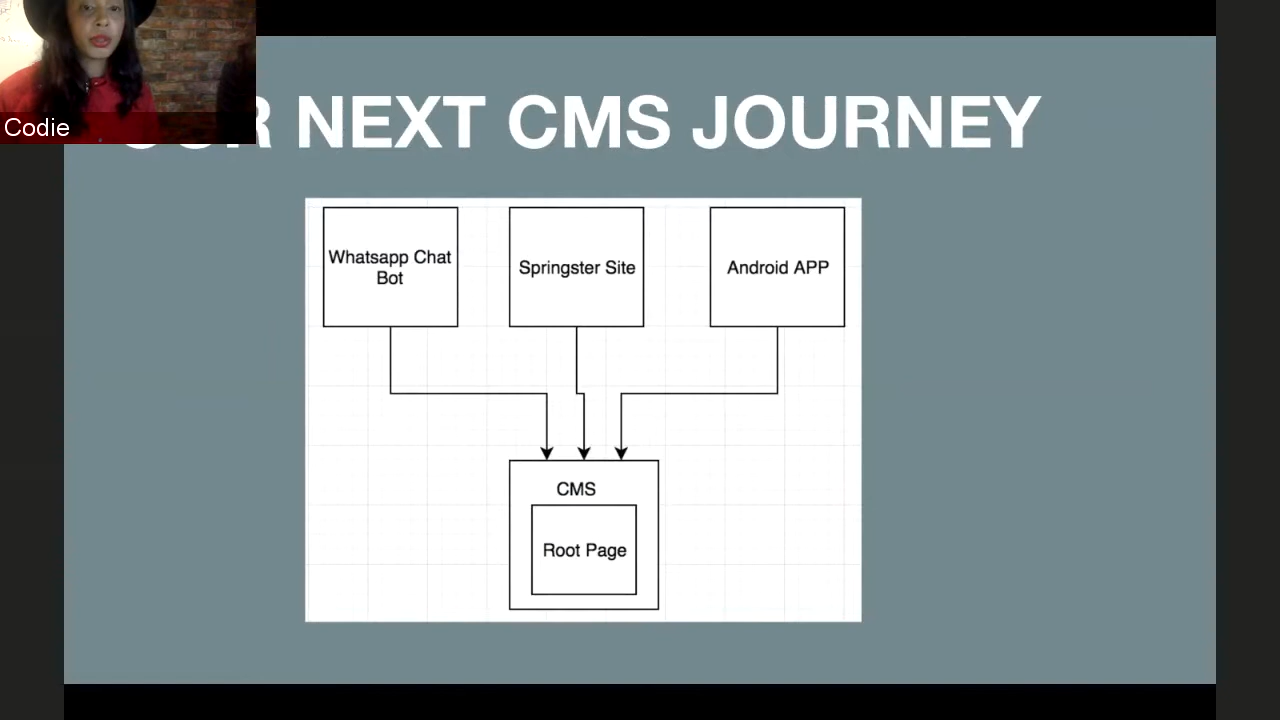 Codie
NEXT CMS JOURNEY
Whatsapp Chat
Bot
Springster Site
Android APP
CMS
Root Page